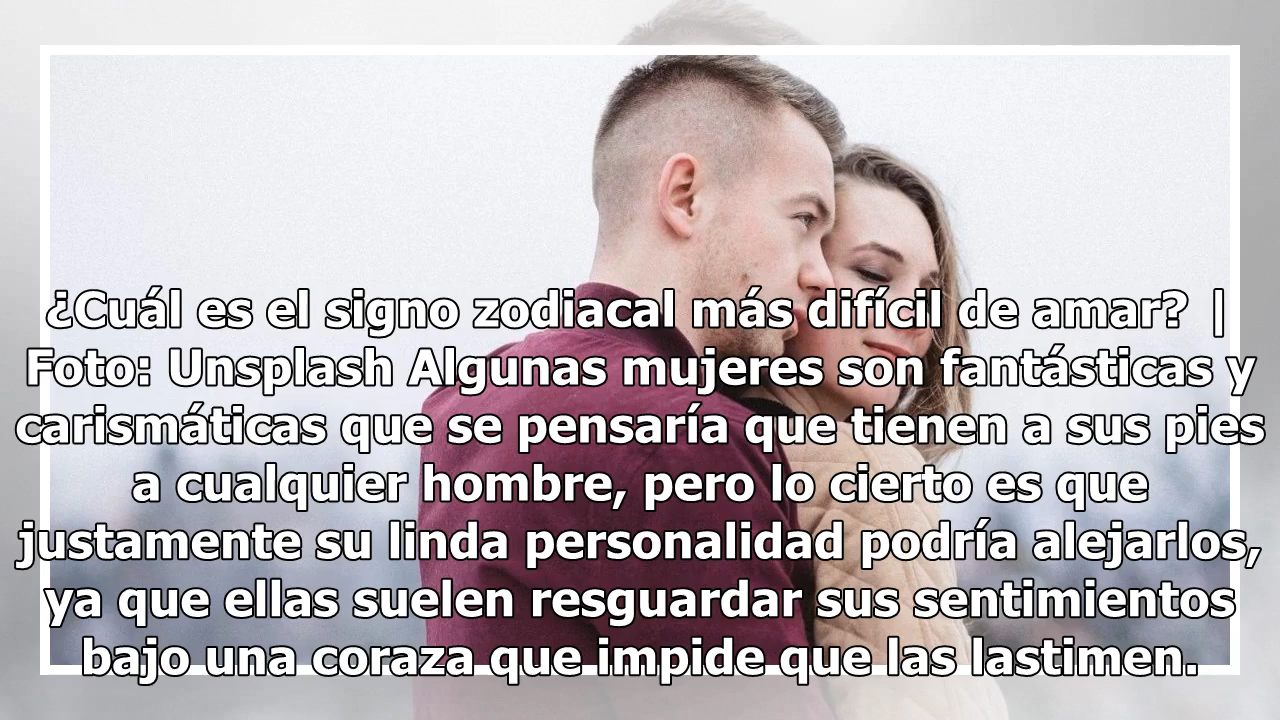 ¿Cuál es el signo zodiacal más difícil de amar? |
Foto: Unsplash Algunas mujeres son fantásticas y
carismáticas que se pensaría que tienen a sus pies
a cualquier hombre, pero lo cierto es que
justamente su linda personalidad podría alejarlos,
ya que ellas suelen resguardar sus sentimientos
bajo una coraza que impide que las lastimen.